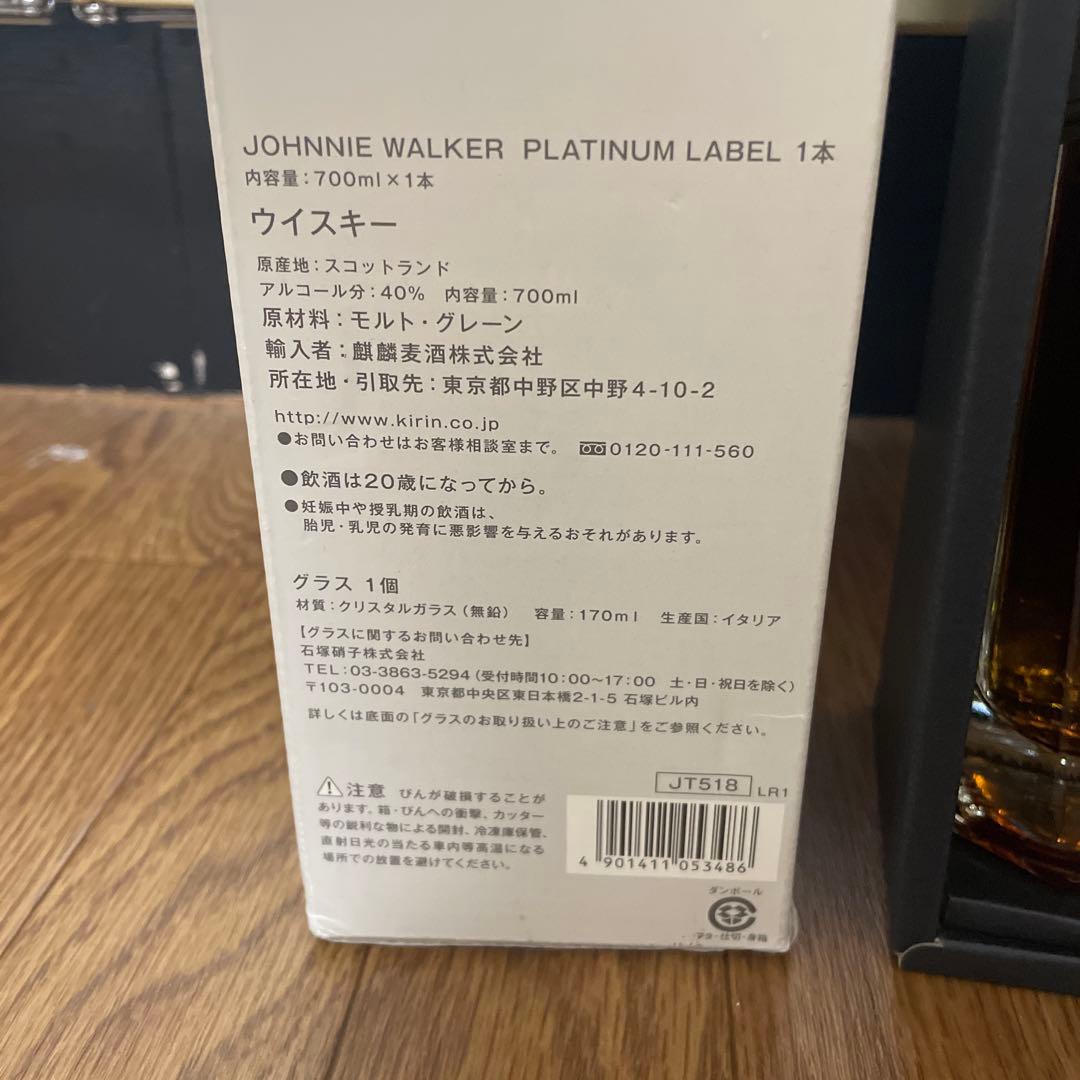 JOHNNIE WALKER PLATINUM LABEL 1本
内容量:700ml×1本
ウイスキー
原産地:スコットランド
アルコール分:40% 内容量:700ml
原材料:モルト・グレーン
輸入者:麒麟麦酒株式会社
所在地・引取先:東京都中野区中野4-10-2
http://www.kirin.co.jp
●お問い合わせはお客様相談室まで。 0120-111-560
●飲酒は20歳になってから。
●妊娠中や授乳期の飲酒は、
胎児・乳児の発育に悪影響を与えるおそれがあります。
グラス 1個
材質:クリスタルガラス(無鉛) 容量:170ml 生産国:イタリア
【グラスに関するお問い合わせ先】
石塚硝子株式会社
TEL:03-3863-5294(受付時間10:00〜17:00 土・日・祝日を除く)
〒103-0004 東京都中央区東日本橋2-1-5 石塚ビル内
詳しくは底面の「グラスのお取り扱い上のご注意」をご参照ください。
JT518 LR1
注意 びんが破損することが
あります。箱・びんへの衝撃、カッター
等の鋭利な物による開封、冷凍庫保管、
直射日光の当たる車内等高温になる
場所での放置を避けてください。
4 901411 053486
ダンボール
フタ・仕切・身箱